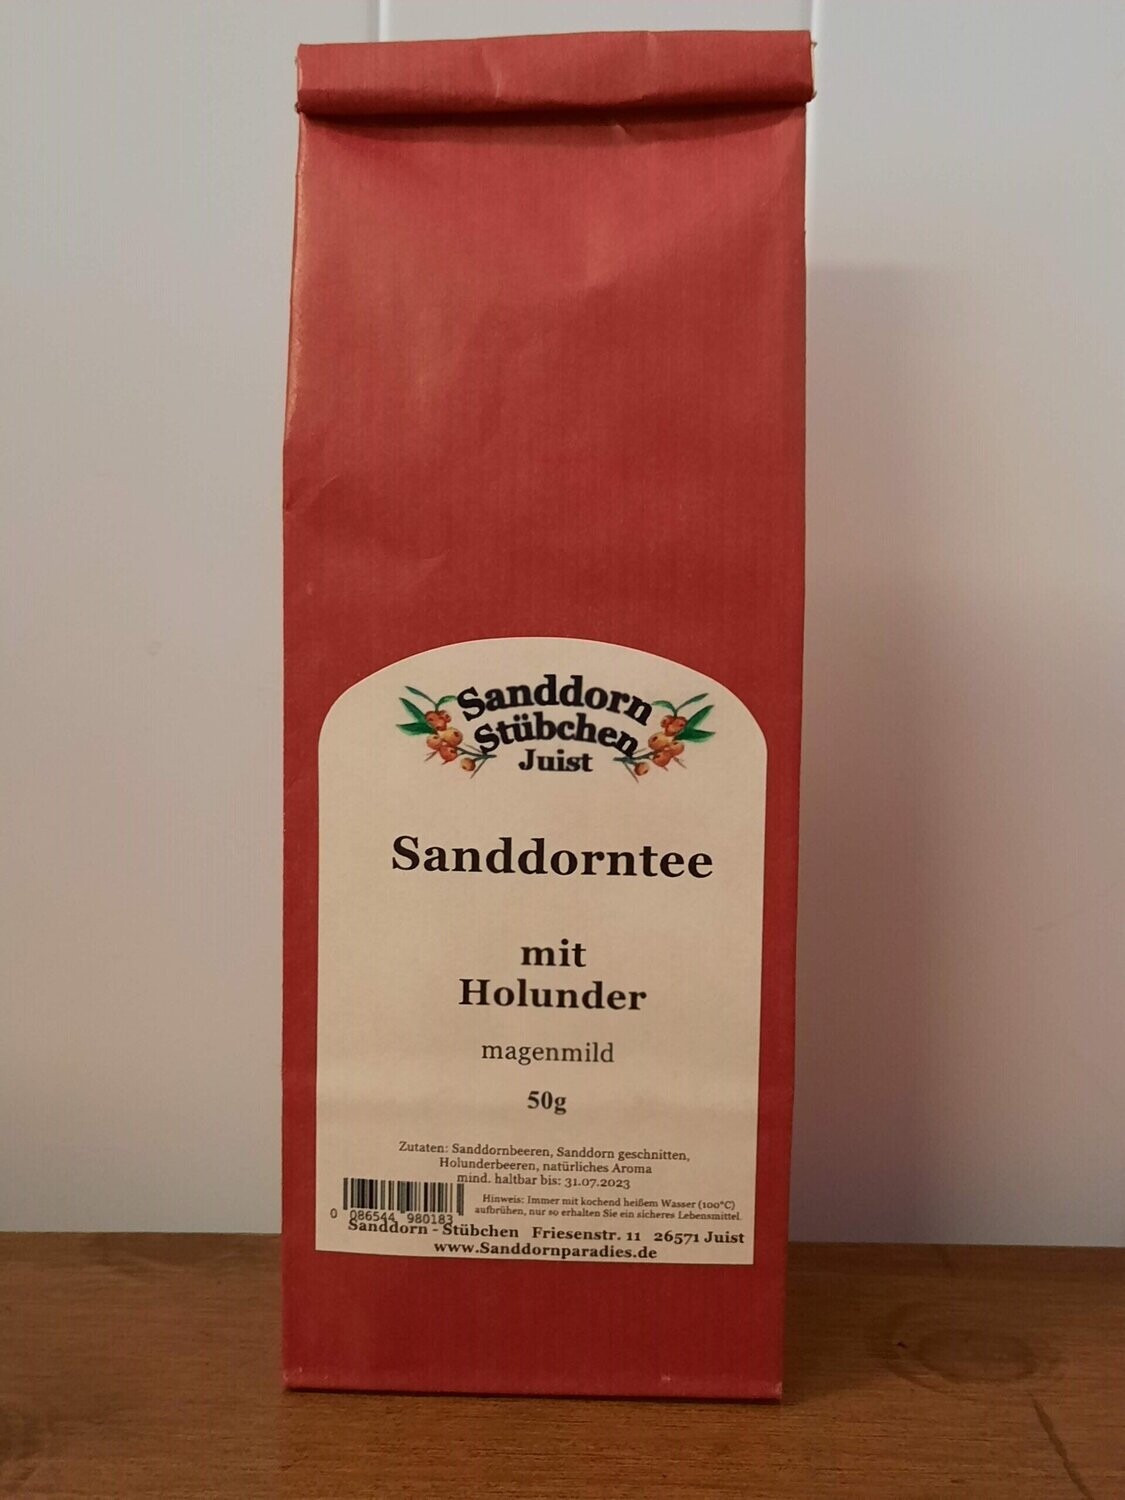 Sanddorn
Stübchen
Juist
Sanddorntee
mit
Holunder
magenmild
50g
Zutaten: Sanddornbeeren, Sanddorn geschnitten,
Holunderbeeren, natürliches Aroma
mind. haltbar bis: 31.07.2023
Hinweis: Immer mit kochend heißem Wasser (100°C)
aufbrühen, nur so erhalten Sie ein sicheres Lebensmittel.
0 086544 980183
Sanddorn - Stübchen Friesenstr. 11 26571 Juist
www.Sanddornparadies.de